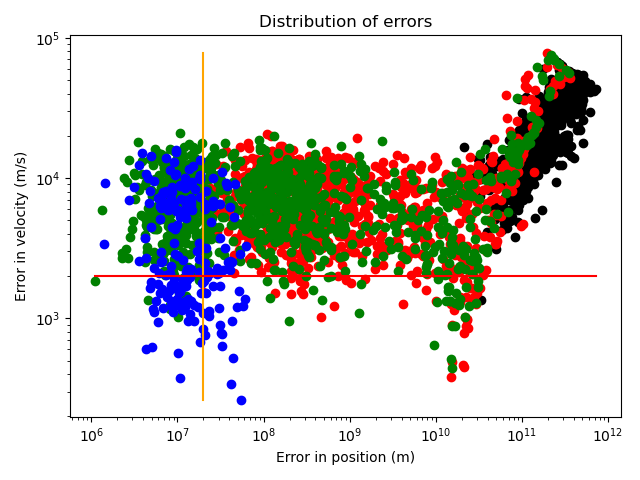 Distribution of errors
Error in velocity (m/s)
10^5
10^4
10^3
10^6 10^7 10^8 10^9 10^10 10^11 10^12
Error in position (m)